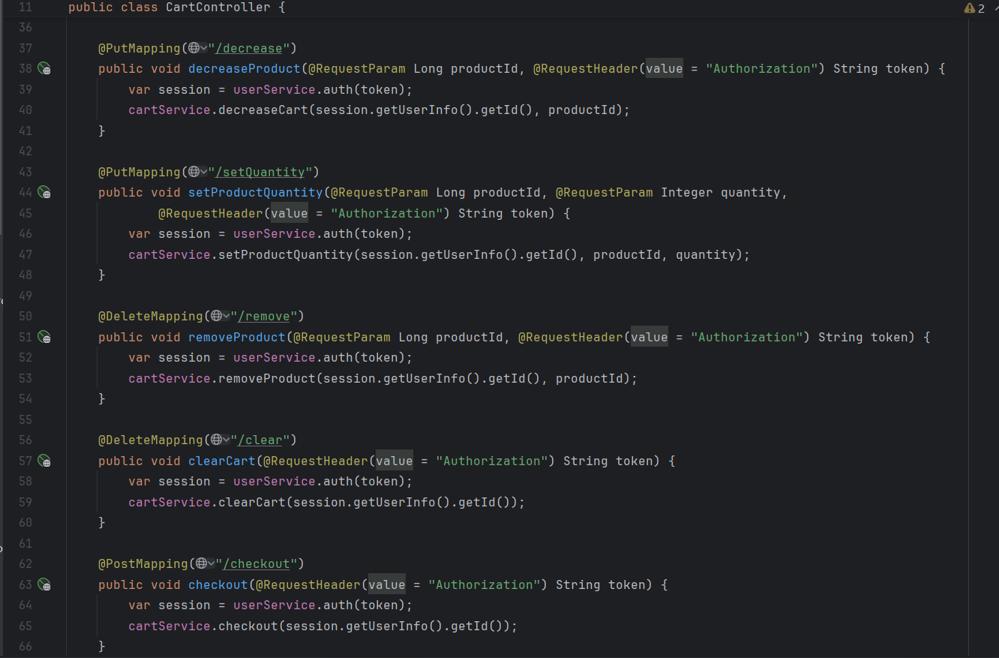 11 public class CartController { 2
36
37 @PutMapping("/decrease")
38 public void decreaseProduct(@RequestParam Long productId, @RequestHeader(value = "Authorization") String token) {
39 var session = userService.auth(token);
40 cartService.decreaseCart(session.getUserInfo().getId(), productId);
41 }
42
43 @PutMapping("/setQuantity")
44 public void setProductQuantity(@RequestParam Long productId, @RequestParam Integer quantity,
45 @RequestHeader(value = "Authorization") String token) {
46 var session = userService.auth(token);
47 cartService.setProductQuantity(session.getUserInfo().getId(), productId, quantity);
48 }
49
50 @DeleteMapping("/remove")
51 public void removeProduct(@RequestParam Long productId, @RequestHeader(value = "Authorization") String token) {
52 var session = userService.auth(token);
53 cartService.removeProduct(session.getUserInfo().getId(), productId);
54 }
55
56 @DeleteMapping("/clear")
57 public void clearCart(@RequestHeader(value = "Authorization") String token) {
58 var session = userService.auth(token);
59 cartService.clearCart(session.getUserInfo().getId());
60 }
61
62 @PostMapping("/checkout")
63 public void checkout(@RequestHeader(value = "Authorization") String token) {
64 var session = userService.auth(token);
65 cartService.checkout(session.getUserInfo().getId());
66 }